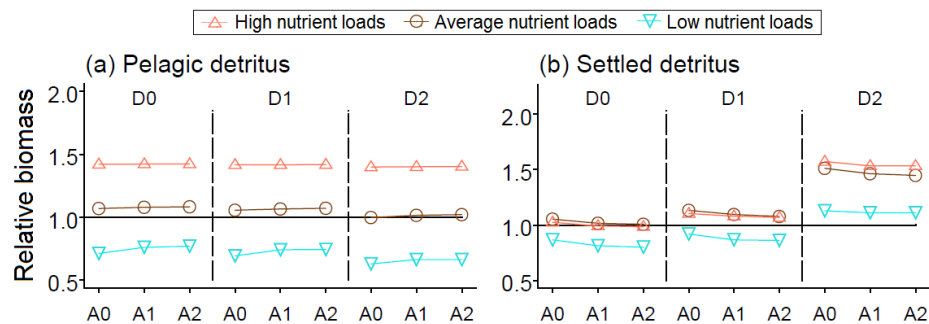 High nutrient loads Average nutrient loads Low nutrient loads
(a) Pelagic detritus
(b) Settled detritus
Relative biomass
D0 D1 D2
2.0
1.5
1.0
0.5
A0 A1 A2 A0 A1 A2 A0 A1 A2
D0 D1 D2
2.0
1.5
1.0
0.5
A0 A1 A2 A0 A1 A2 A0 A1 A2